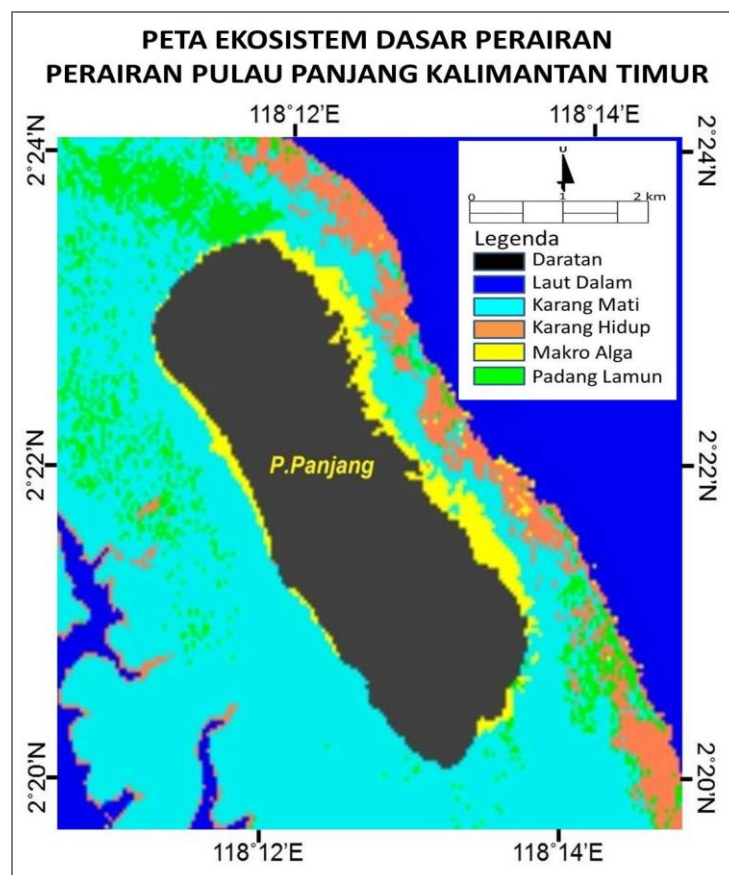 PETA EKOSISTEM DASAR PERAIRAN
PERAIRAN PULAU PANJANG KALIMANTAN TIMUR
118°12'E
118°14'E
2°24'N
2°24'N
U
0
1
2 km
Legenda
Daratan
Laut Dalam
Karang Mati
Karang Hidup
Makro Alga
Padang Lamun
P.Panjang
2°22'N
2°22'N
2°20'N
2°20'N
118°12'E
118°14'E